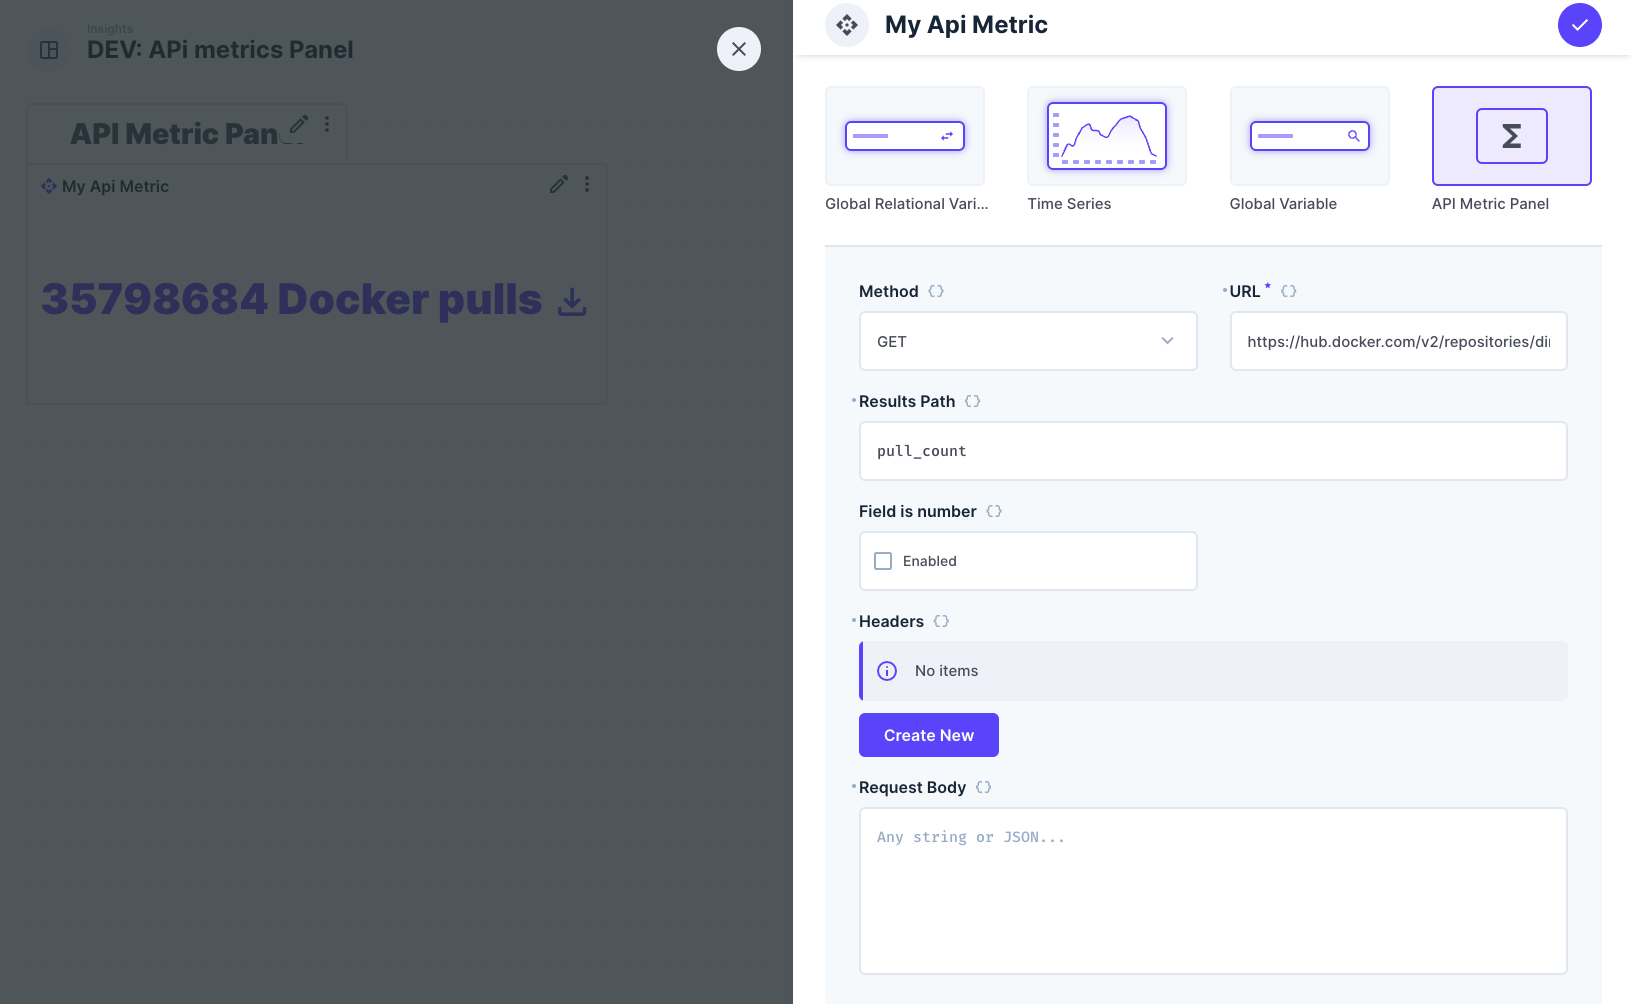 Insights
DEV: APi metrics Panel
API Metric Pan
My Api Metric
35798684 Docker pulls
My Api Metric
Global Relational Vari...
Time Series
Global Variable
API Metric Panel
Method
GET
URL *
https://hub.docker.com/v2/repositories/di
Results Path
pull_count
Field is number
Enabled
Headers
No items
Create New
Request Body
Any string or JSON...